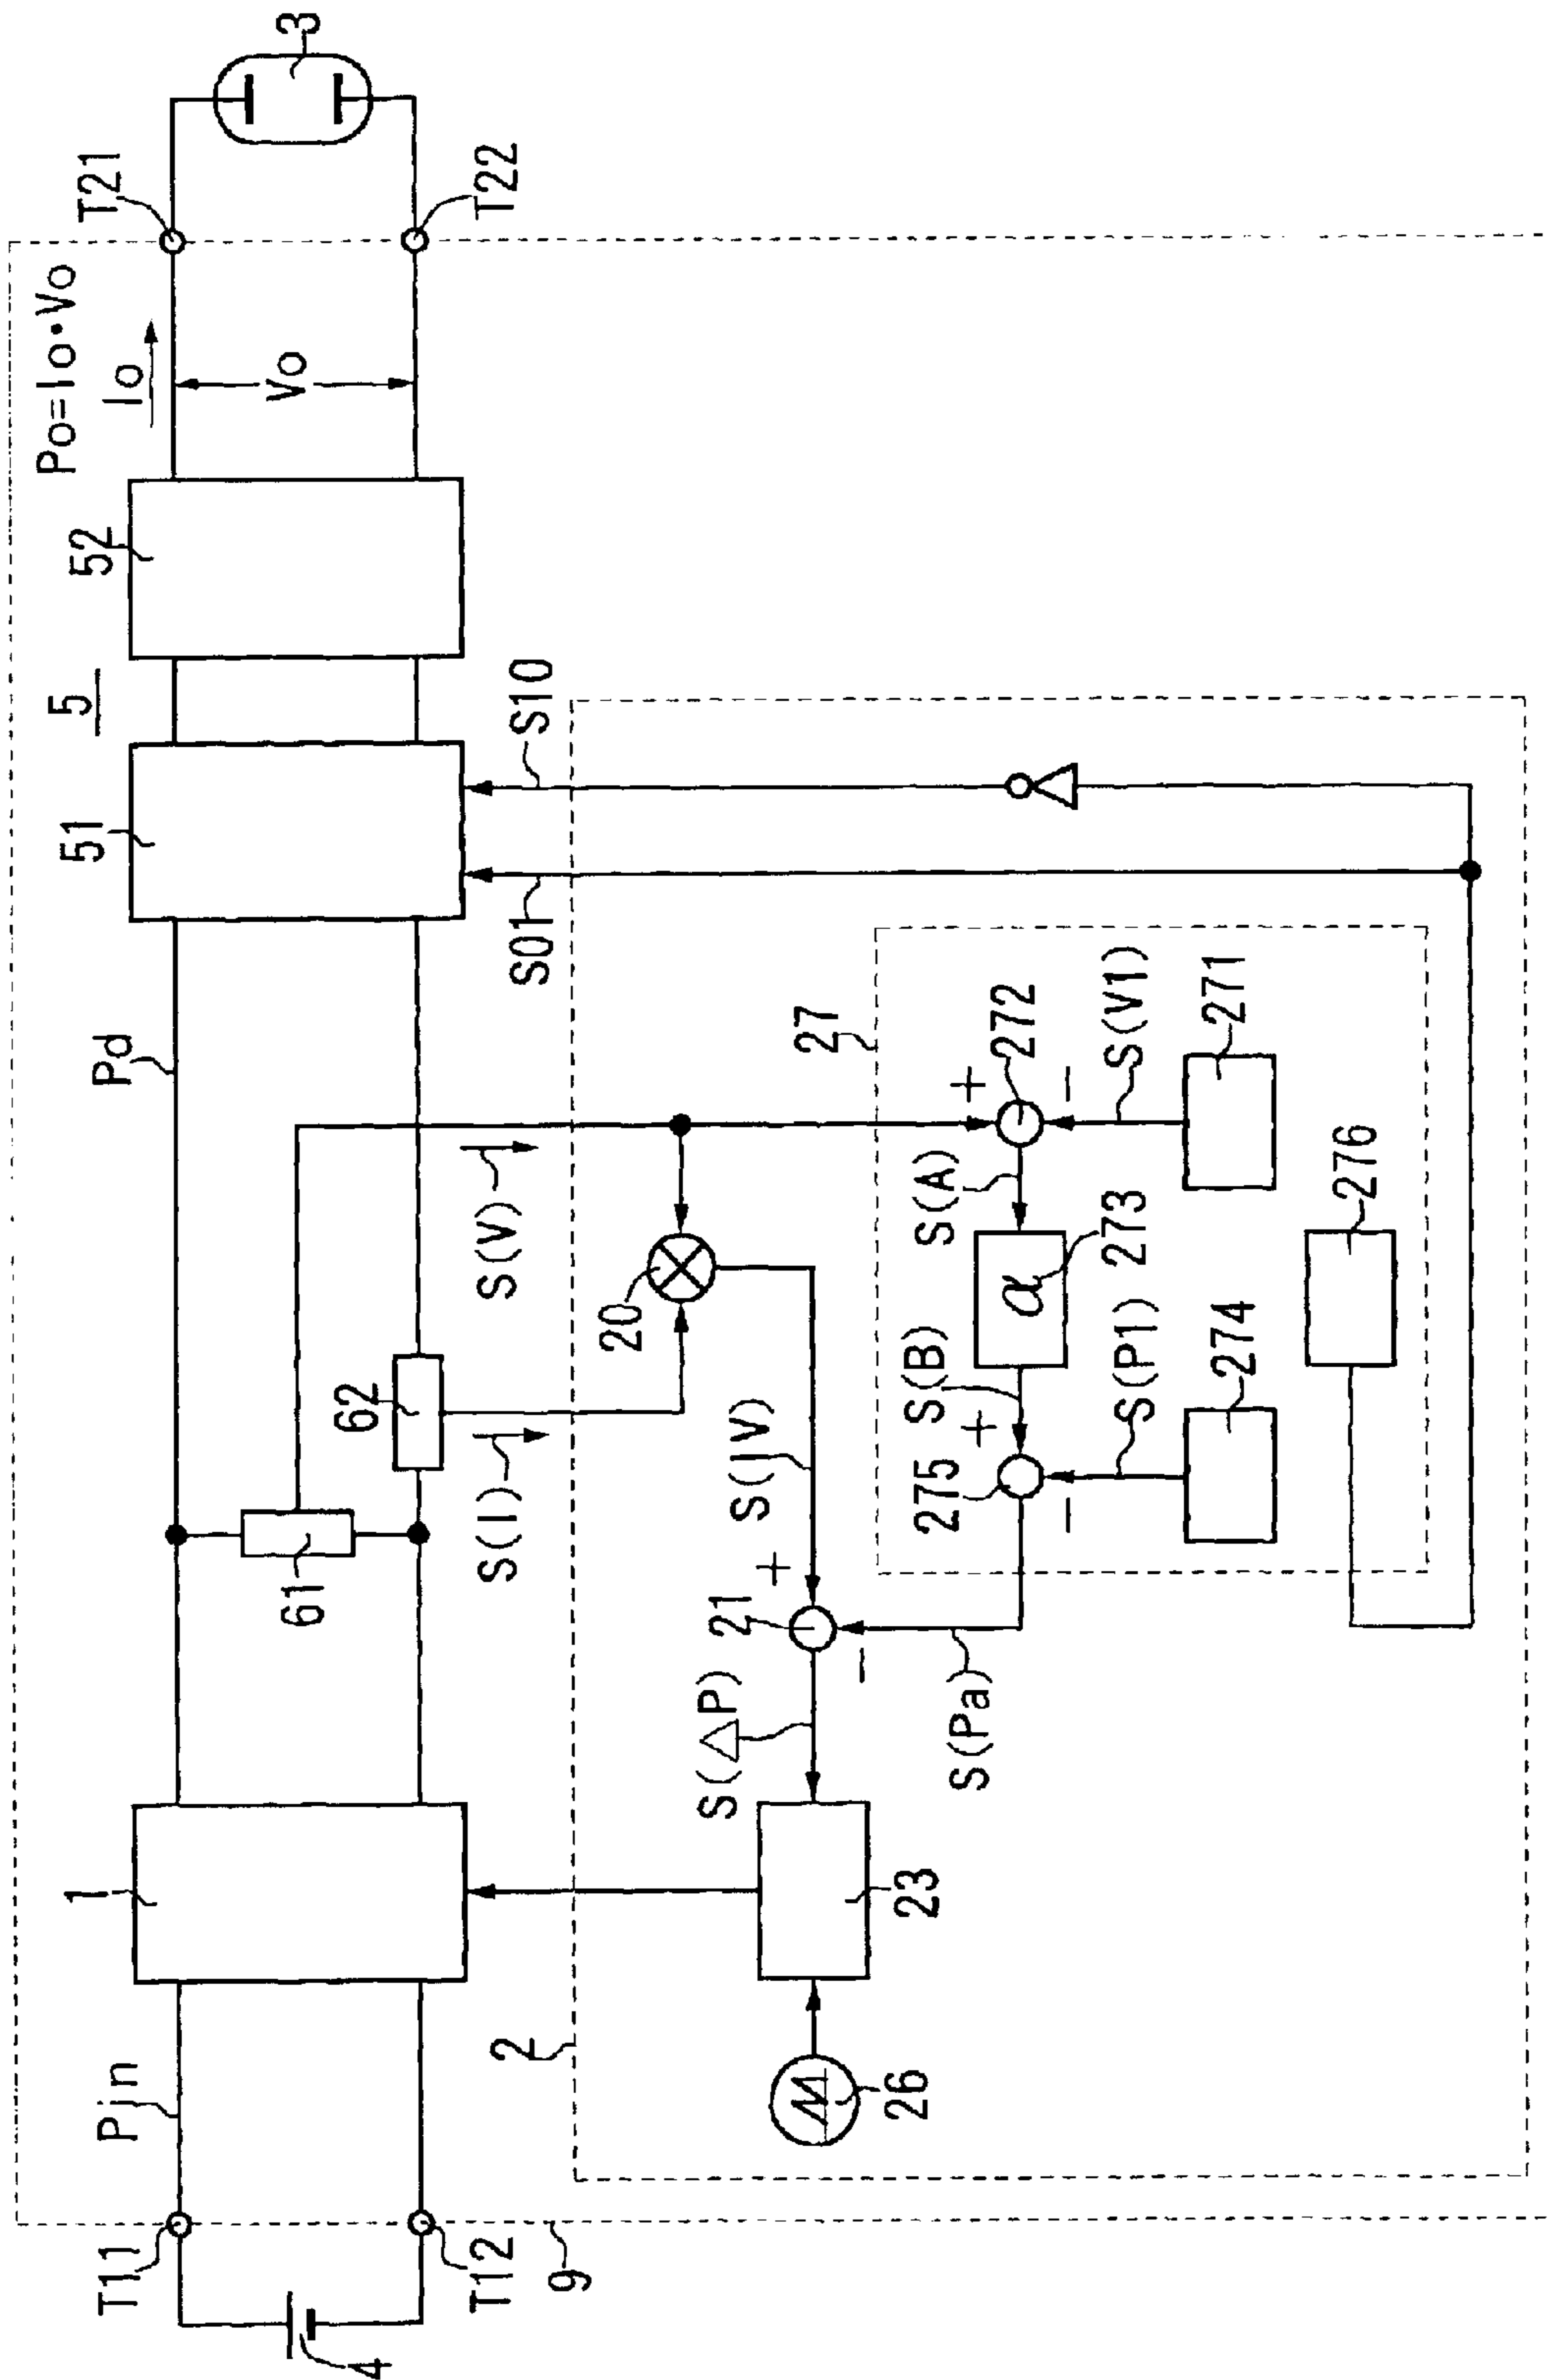 Po=Io·Vo
Io
Vo
T21
T22
3
52
5
51
S10
S01
Pd
S(V)
S(I)
62
61
1
Pin
T11
T12
4
9
2
20
S(IV)
+
21
−
S(△P)
S(Pa)
23
26
27
272
+
−
S(V1)
271
S(A)
α
273
S(B)
+
275
−
S(P1)
274
276